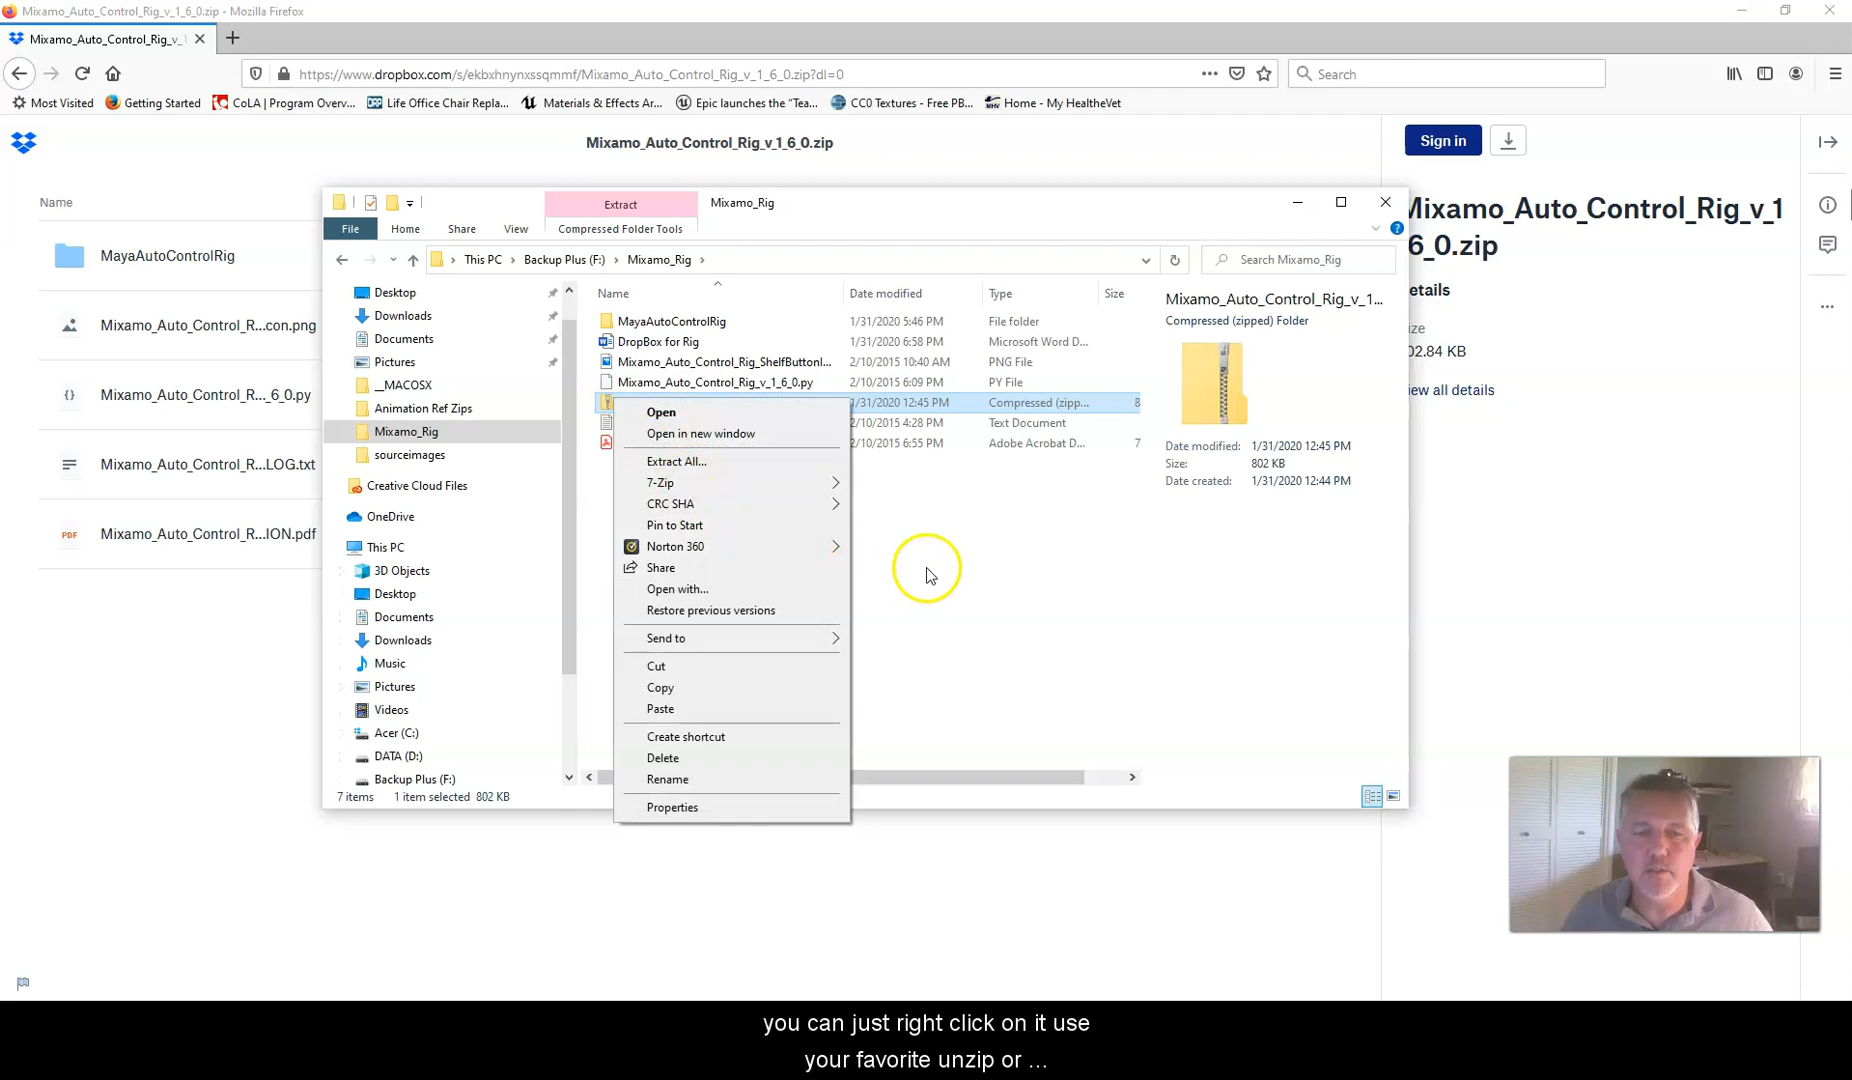 Mixamo_Auto_Control_Rig_v_1_6_0.zip - Mozilla Firefox
Mixamo_Auto_Control_Rig_v_1
https://www.dropbox.com/s/ekbxhnynxssqmmf/Mixamo_Auto_Control_Rig_v_1_6_0.zip?dl=0
Search
Most Visited
Getting Started
CoLA | Program Overv...
Life Office Chair Repla...
Materials & Effects Ar...
Epic launches the "Tea...
CC0 Textures - Free PB...
Home - My HealtheVet
Mixamo_Auto_Control_Rig_v_1_6_0.zip
Sign in
Name
MayaAutoControlRig
Mixamo_Auto_Control_R...con.png
Mixamo_Auto_Control_R..._6_0.py
Mixamo_Auto_Control_R...LOG.txt
PDF
Mixamo_Auto_Control_R...ION.pdf
Extract
Mixamo_Rig
File
Home
Share
View
Compressed Folder Tools
This PC
Backup Plus (F:)
Mixamo_Rig
Search Mixamo_Rig
Desktop
Downloads
Documents
Pictures
__MACOSX
Animation Ref Zips
Mixamo_Rig
sourceimages
Creative Cloud Files
OneDrive
This PC
3D Objects
Desktop
Documents
Downloads
Music
Pictures
Videos
Acer (C:)
DATA (D:)
Backup Plus (F:)
7 items
1 item selected 802 KB
Name
Date modified
Type
Size
MayaAutoControlRig
1/31/2020 5:46 PM
File folder
DropBox for Rig
1/31/2020 6:58 PM
Microsoft Word D...
Mixamo_Auto_Control_Rig_ShelfButtonI...
2/10/2015 10:40 AM
PNG File
Mixamo_Auto_Control_Rig_v_1_6_0.py
2/10/2015 6:09 PM
PY File
1/31/2020 12:45 PM
Compressed (zipp...
8
2/10/2015 4:28 PM
Text Document
2/10/2015 6:55 PM
Adobe Acrobat D...
7
Open
Open in new window
Extract All...
7-Zip
CRC SHA
Pin to Start
Norton 360
Share
Open with...
Restore previous versions
Send to
Cut
Copy
Paste
Create shortcut
Delete
Rename
Properties
Mixamo_Auto_Control_Rig_v_1...
Compressed (zipped) Folder
Date modified: 1/31/2020 12:45 PM
Size: 802 KB
Date created: 1/31/2020 12:44 PM
Mixamo_Auto_Control_Rig_v_1
6_0.zip
etails
ize
02.84 KB
iew all details
you can just right click on it use
your favorite unzip or ...